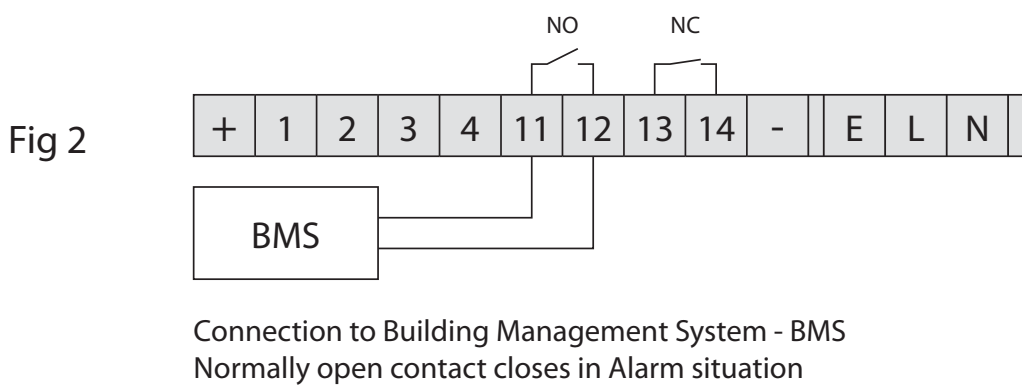 NO NC
Fig 2
+ 1 2 3 4 11 12 13 14 - E L N
BMS
Connection to Building Management System - BMS
Normally open contact closes in Alarm situation